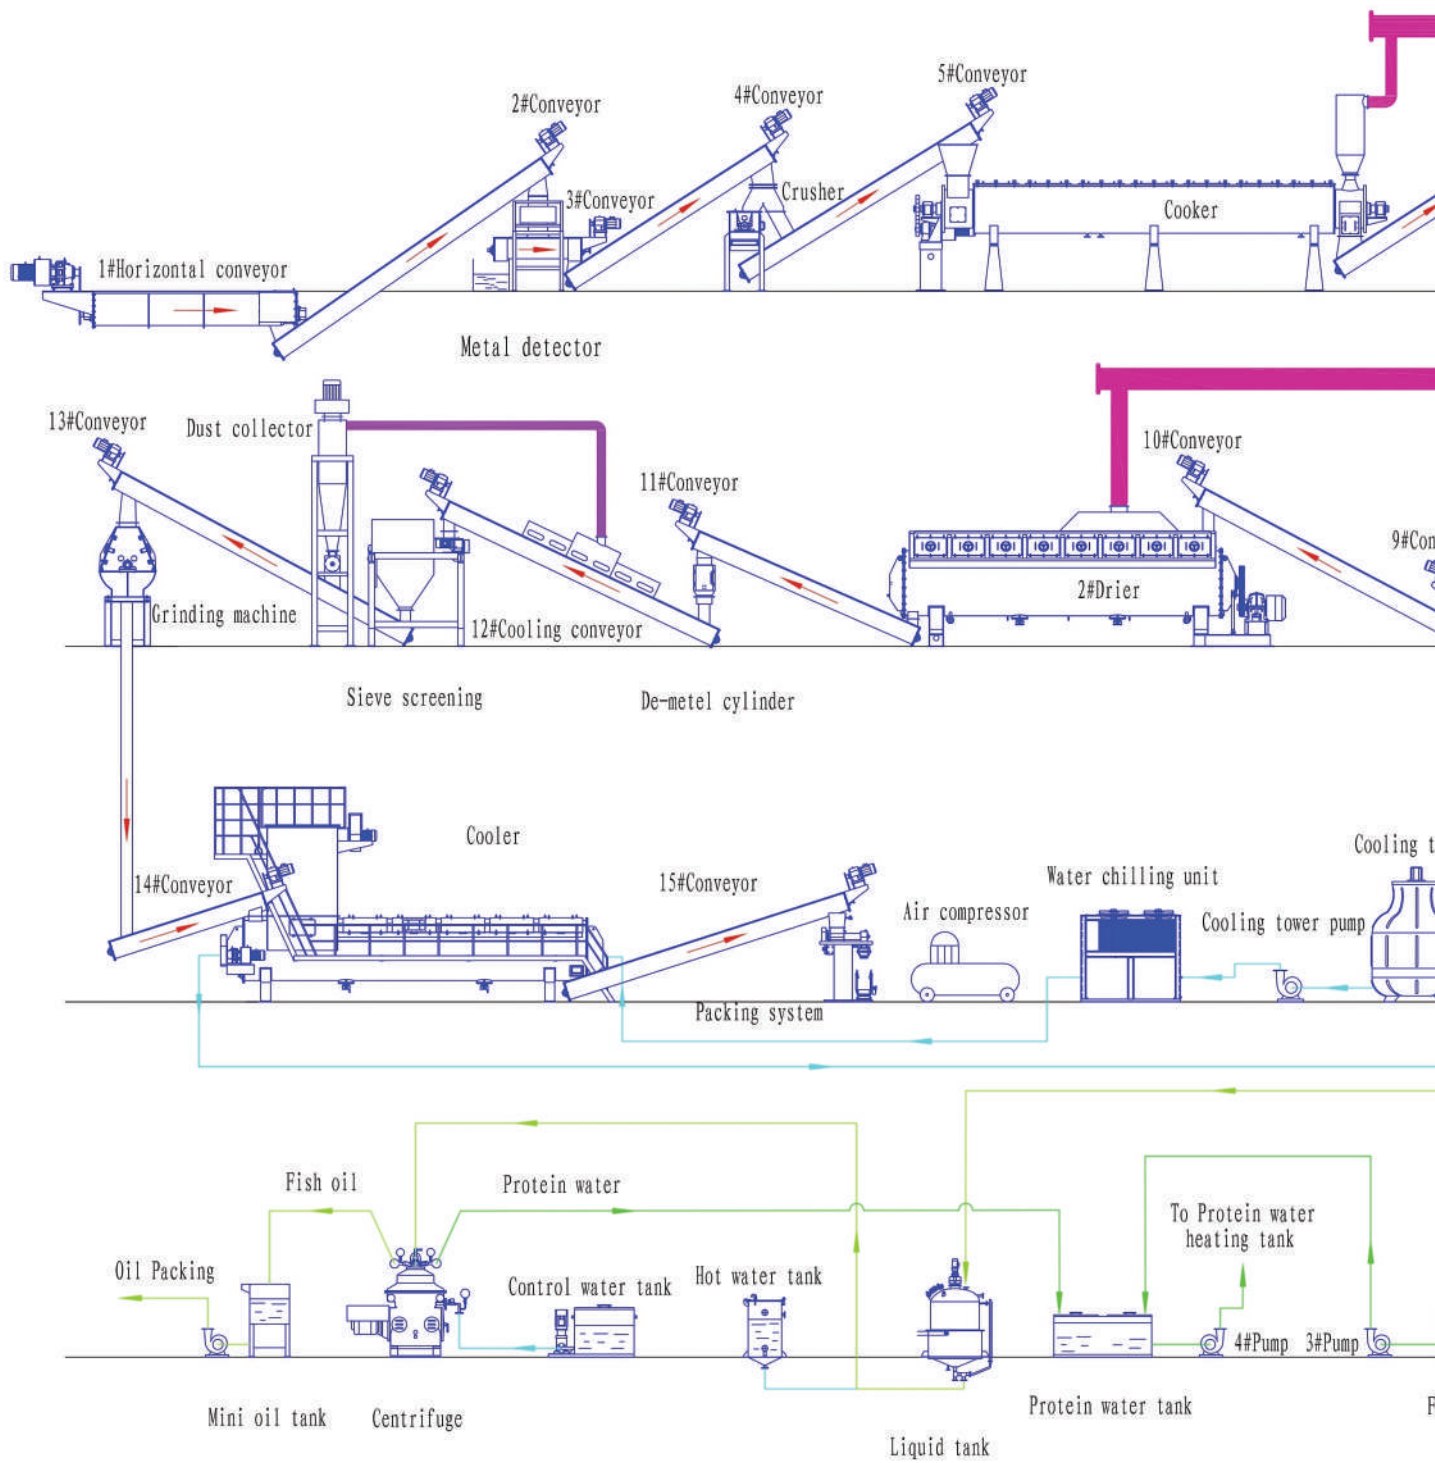 5#Conveyor
2#Conveyor
4#Conveyor
3#Conveyor
Crusher
Cooker
1#Horizontal conveyor
Metal detector
13#Conveyor
Dust collector
10#Conveyor
11#Conveyor
9#Con
2#Drier
Grinding machine
12#Cooling conveyor
Sieve screening
De-metel cylinder
Cooler
Cooling t
14#Conveyor
15#Conveyor
Water chilling unit
Air compressor
Cooling tower pump
Packing system
Fish oil
Protein water
To Protein water
heating tank
Oil Packing
Control water tank
Hot water tank
4#Pump
3#Pump
Mini oil tank
Centrifuge
Protein water tank
F
Liquid tank